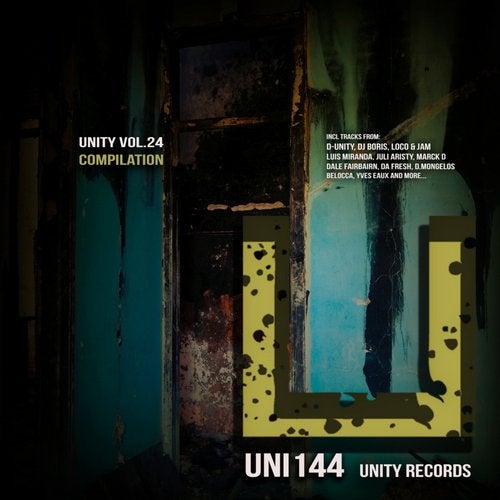 UNITY VOL.24
COMPILATION
INCL TRACKS FROM:
D-UNITY, DJ BORIS, LOCO & JAM
LUIS MIRANDA, JULI ARISTY, MARCK D
DALE FAIRBAIRN, DA FRESH, D.MONGELOS
BELOCCA, YVES EAUX AND MORE...
U
UNI144 UNITY RECORDS